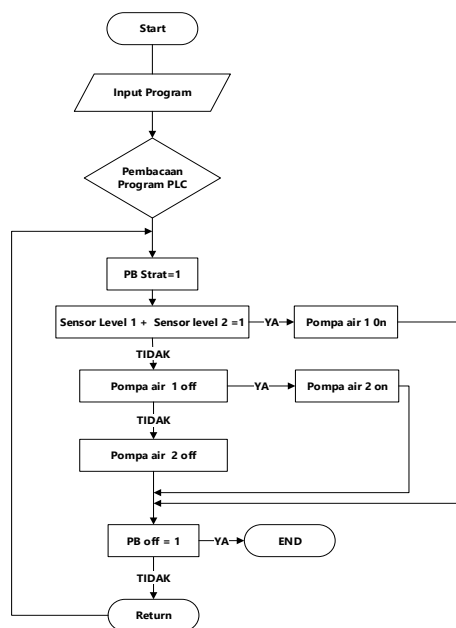 Start
Input Program
Pembacaan
Program PLC
PB Strat=1
Sensor Level 1 + Sensor level 2 =1
YA
Pompa air 1 0n
TIDAK
Pompa air 1 off
YA
Pompa air 2 on
TIDAK
Pompa air 2 off
PB off = 1
YA
END
TIDAK
Return